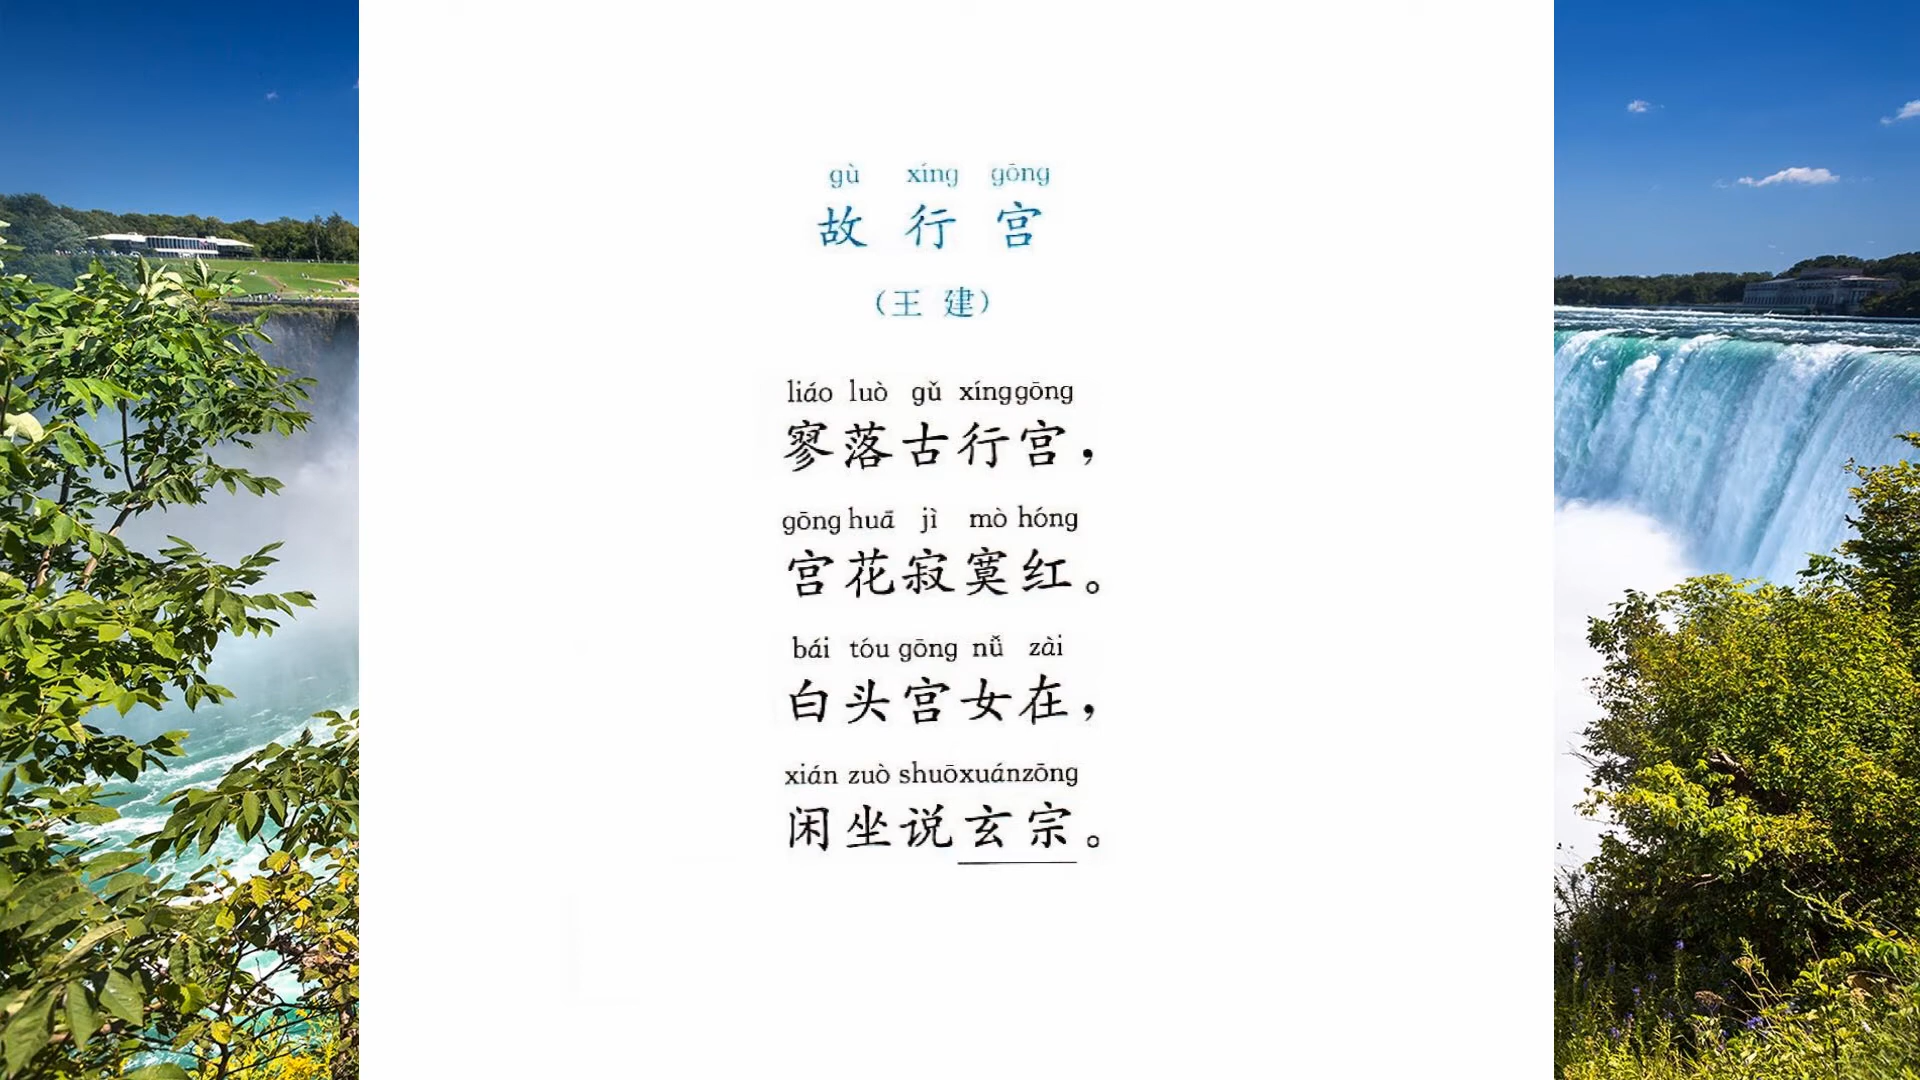 gù xíng gōng
故行宫
（王建）
liáo luò gǔ xínggōng
寥落古行宫，
gōng huā jì mò hóng
宫花寂寞红。
bái tóu gōng nǚ zài
白头宫女在，
xián zuò shuōxuánzōng
闲坐说玄宗。